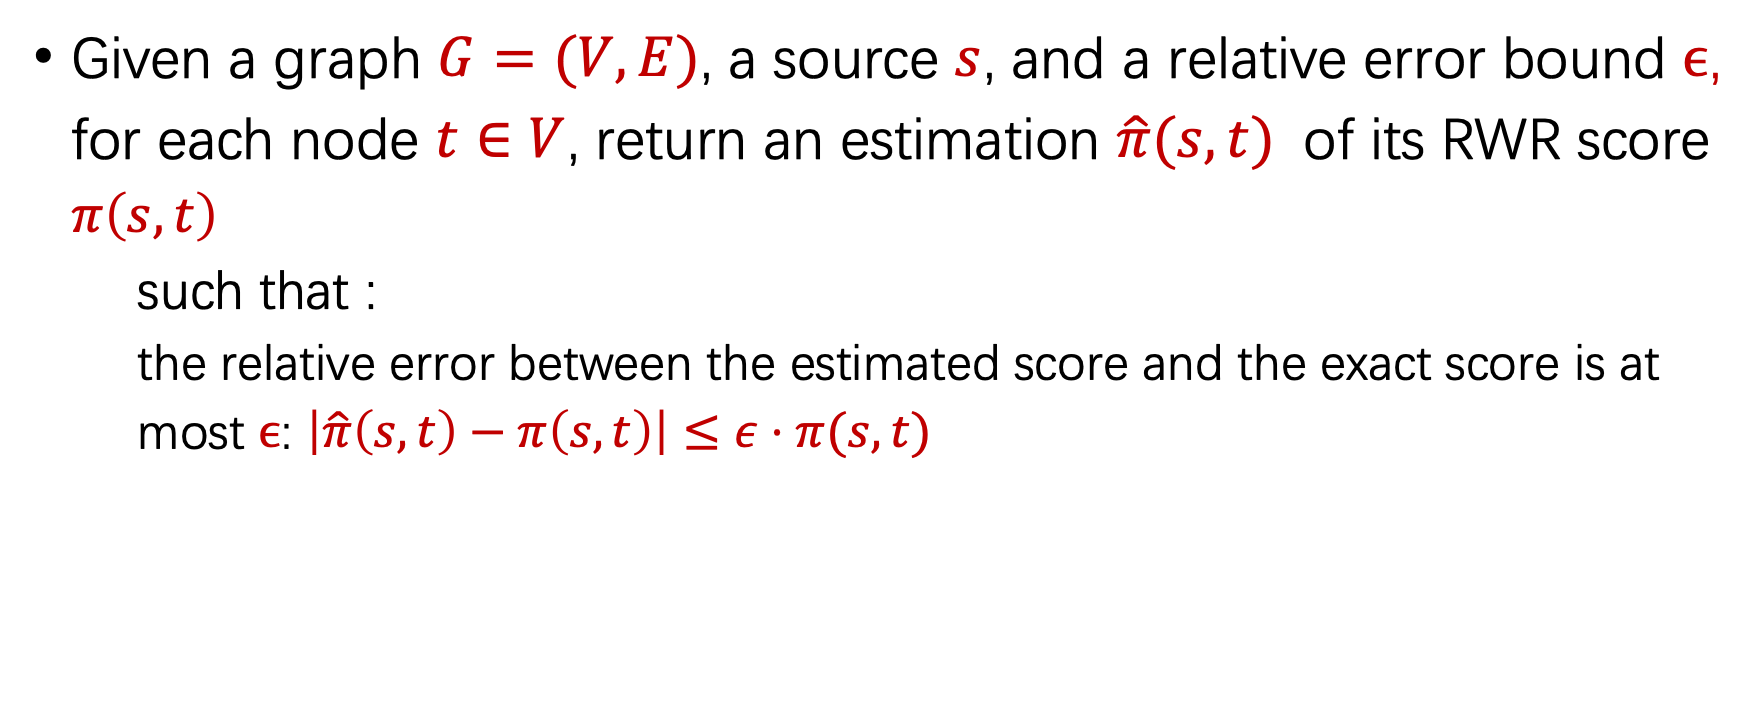 • Given a graph G = (V, E), a source s, and a relative error bound ϵ,
for each node t ∈ V, return an estimation π̂(s, t) of its RWR score
π(s, t)
such that :
the relative error between the estimated score and the exact score is at
most ϵ: |π̂(s, t) − π(s, t)| ≤ ϵ · π(s, t)